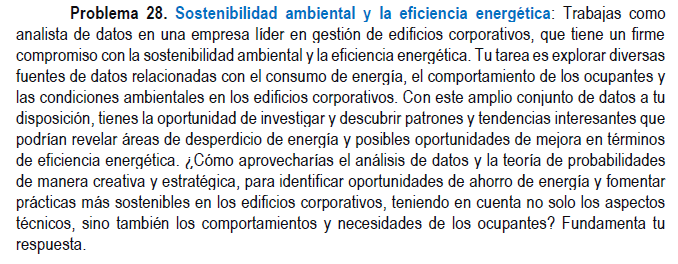 Problema 28. Sostenibilidad ambiental y la eficiencia energética: Trabajas como
analista de datos en una empresa líder en gestión de edificios corporativos, que tiene un firme
compromiso con la sostenibilidad ambiental y la eficiencia energética. Tu tarea es explorar diversas
fuentes de datos relacionadas con el consumo de energía, el comportamiento de los ocupantes y
las condiciones ambientales en los edificios corporativos. Con este amplio conjunto de datos a tu
disposición, tienes la oportunidad de investigar y descubrir patrones y tendencias interesantes que
podrían revelar áreas de desperdicio de energía y posibles oportunidades de mejora en términos
de eficiencia energética. ¿Cómo aprovecharías el análisis de datos y la teoría de probabilidades
de manera creativa y estratégica, para identificar oportunidades de ahorro de energía y fomentar
prácticas más sostenibles en los edificios corporativos, teniendo en cuenta no solo los aspectos
técnicos, sino también los comportamientos y necesidades de los ocupantes? Fundamenta tu
respuesta.